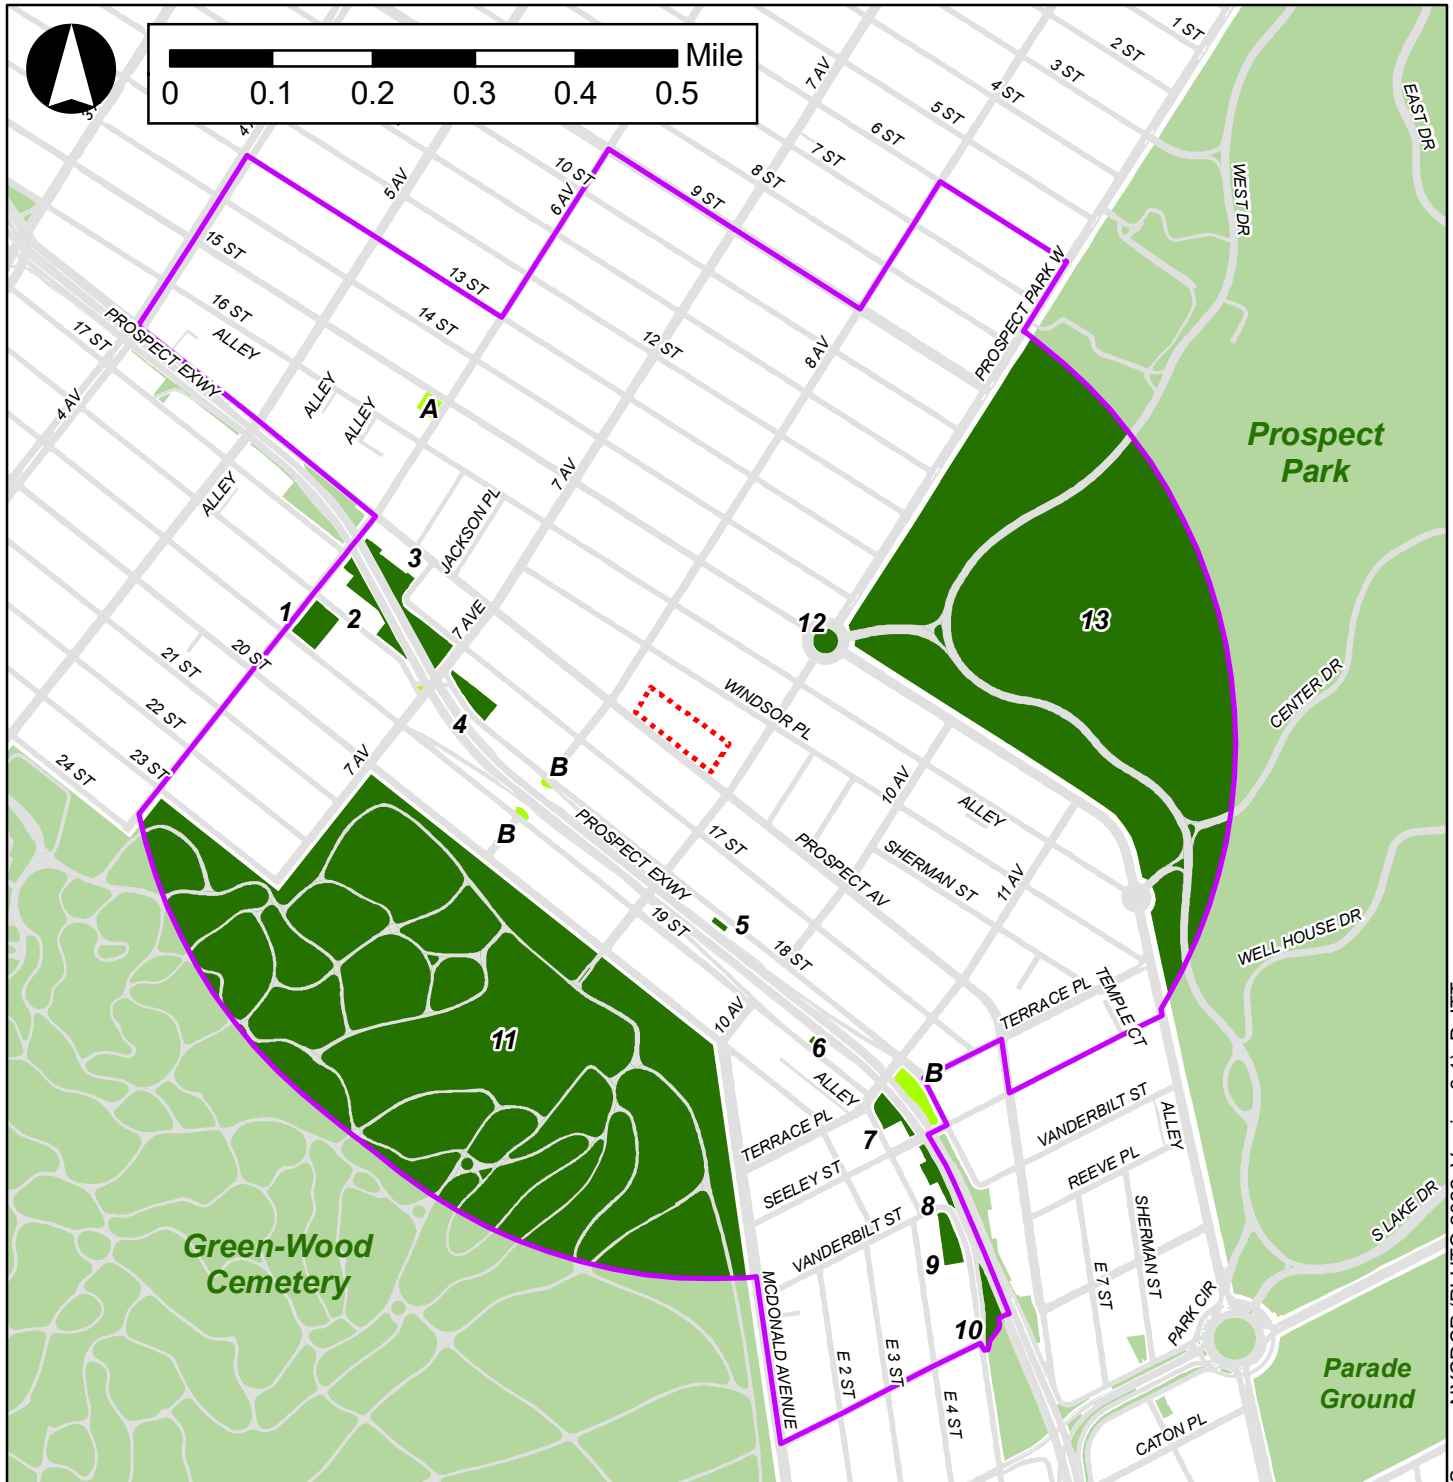 Mile
0 0.1 0.2 0.3 0.4 0.5
1 ST
2 ST
3 ST
4 ST
5 ST
6 ST
7 ST
8 ST
9 ST
10 ST
7 AV
6 AV
5 AV
EAST DR
WEST DR
15 ST
16 ST
ALLEY
13 ST
14 ST
12 ST
8 AV
PROSPECT PARK W
PROSPECT EXWY
17 ST
4 AV
ALLEY
ALLEY
A
ALLEY
7 AV
JACKSON PL
Prospect
Park
3
1
2
7 AVE
12
13
20 ST
21 ST
22 ST
23 ST
24 ST
7 AV
4
WINDSOR PL
CENTER DR
B
B
PROSPECT EXWY
17 ST
PROSPECT AV
10 AV
ALLEY
SHERMAN ST
11 AV
19 ST
5
18 ST
WELL HOUSE DR
10 AV
11
6
ALLEY
TERRACE PL
TEMPLE CT
B
7
TERRACE PL
SEELEY ST
VANDERBILT ST
8
9
10
VANDERBILT ST
REEVE PL
ALLEY
SHERMAN ST
E 7 ST
PARK CIR
S LAKE DR
Green-Wood
Cemetery
MCDONALD AVENUE
E 2 ST
E 3 ST
E 4 ST
CATON PL
Parade
Ground